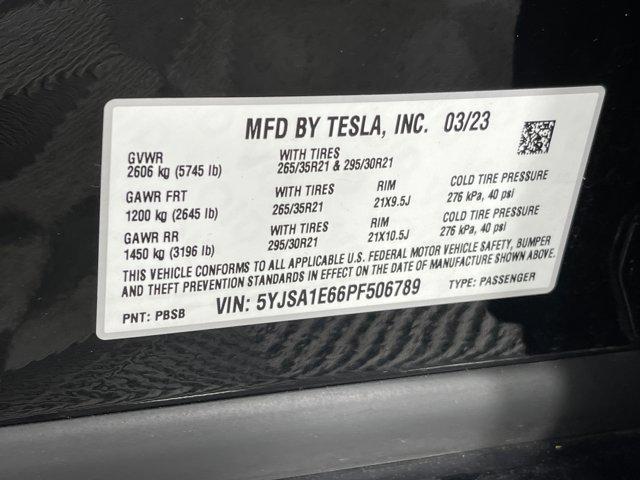 MFD BY TESLA, INC. 03/23
GVWR
2606 kg (5745 lb)
WITH TIRES
265/35R21 & 295/30R21
GAWR FRT
1200 kg (2645 lb)
WITH TIRES
265/35R21
RIM
21X9.5J
COLD TIRE PRESSURE
276 kPa, 40 psi
GAWR RR
1450 kg (3196 lb)
WITH TIRES
295/30R21
RIM
21X10.5J
COLD TIRE PRESSURE
276 kPa, 40 psi
THIS VEHICLE CONFORMS TO ALL APPLICABLE U.S. FEDERAL MOTOR VEHICLE SAFETY, BUMPER
AND THEFT PREVENTION STANDARDS IN EFFECT ON THE DATE OF MANUFACTURE SHOWN ABOVE.
PNT: PBSB
VIN: 5YJSA1E66PF506789
TYPE: PASSENGER